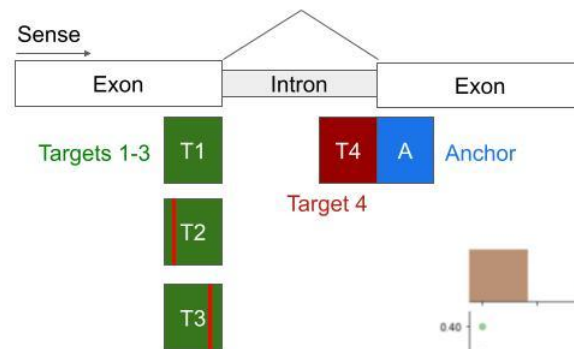 Sense
Exon Intron Exon
Targets 1-3 T1 T4 A Anchor
Target 4
T2
T3
0.40